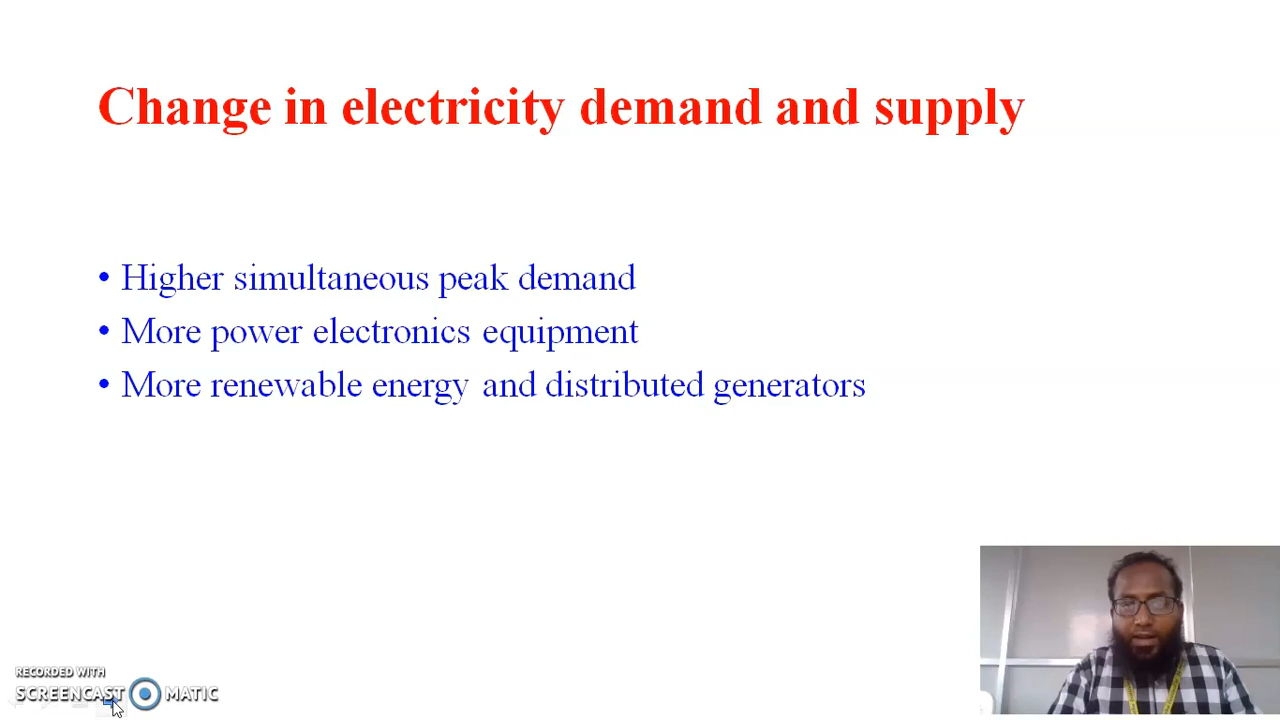 Change in electricity demand and supply
• Higher simultaneous peak demand
• More power electronics equipment
• More renewable energy and distributed generators
RECORDED WITH
SCREENCAST MATIC